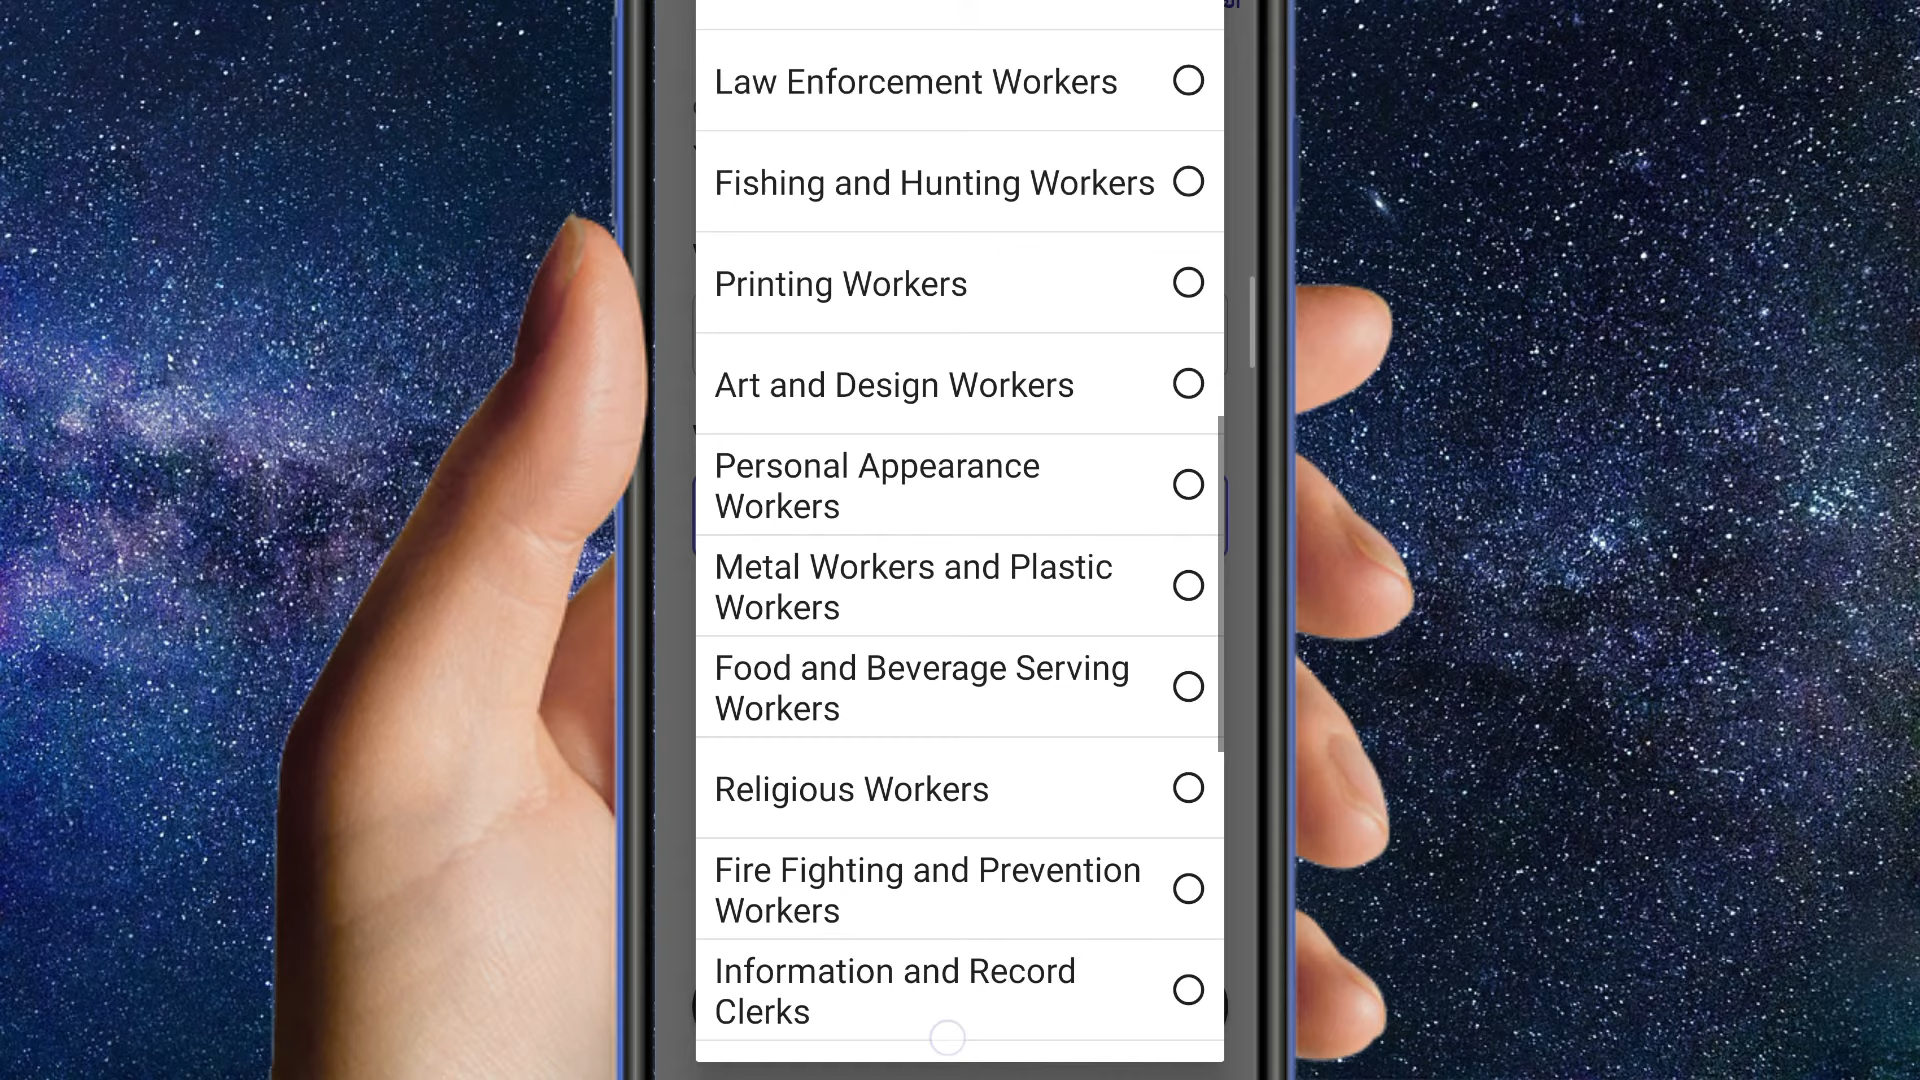 Law Enforcement Workers
Fishing and Hunting Workers
Printing Workers
Art and Design Workers
Personal Appearance
Workers
Metal Workers and Plastic
Workers
Food and Beverage Serving
Workers
Religious Workers
Fire Fighting and Prevention
Workers
Information and Record
Clerks